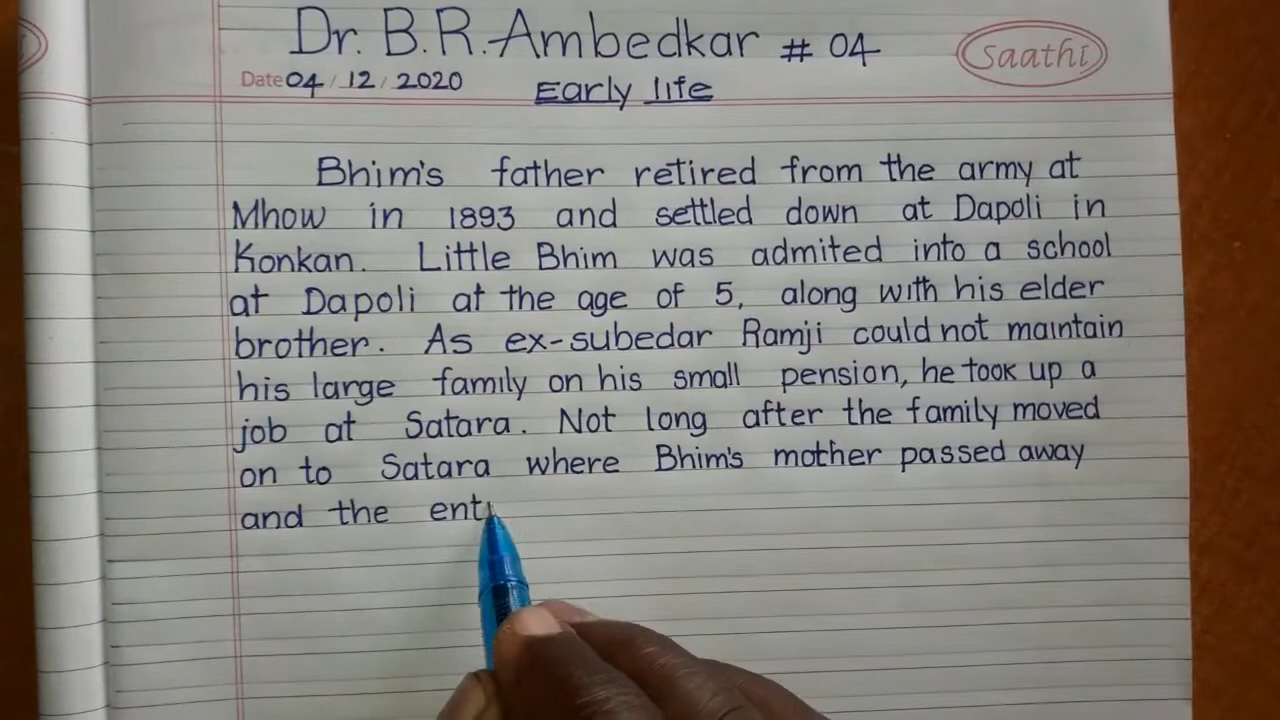 Dr. B.R. Ambedkar # 04
Saathi
Date 04/12/2020
Early life
Bhim's father retired from the army at
Mhow in 1893 and settled down at Dapoli in
Konkan. Little Bhim was admited into a school
at Dapoli at the age of 5, along with his elder
brother. As ex-subedar Ramji could not maintain
his large family on his small pension, he took up a
job at Satara. Not long after the family moved
on to Satara where Bhim's mother passed away
and the ent